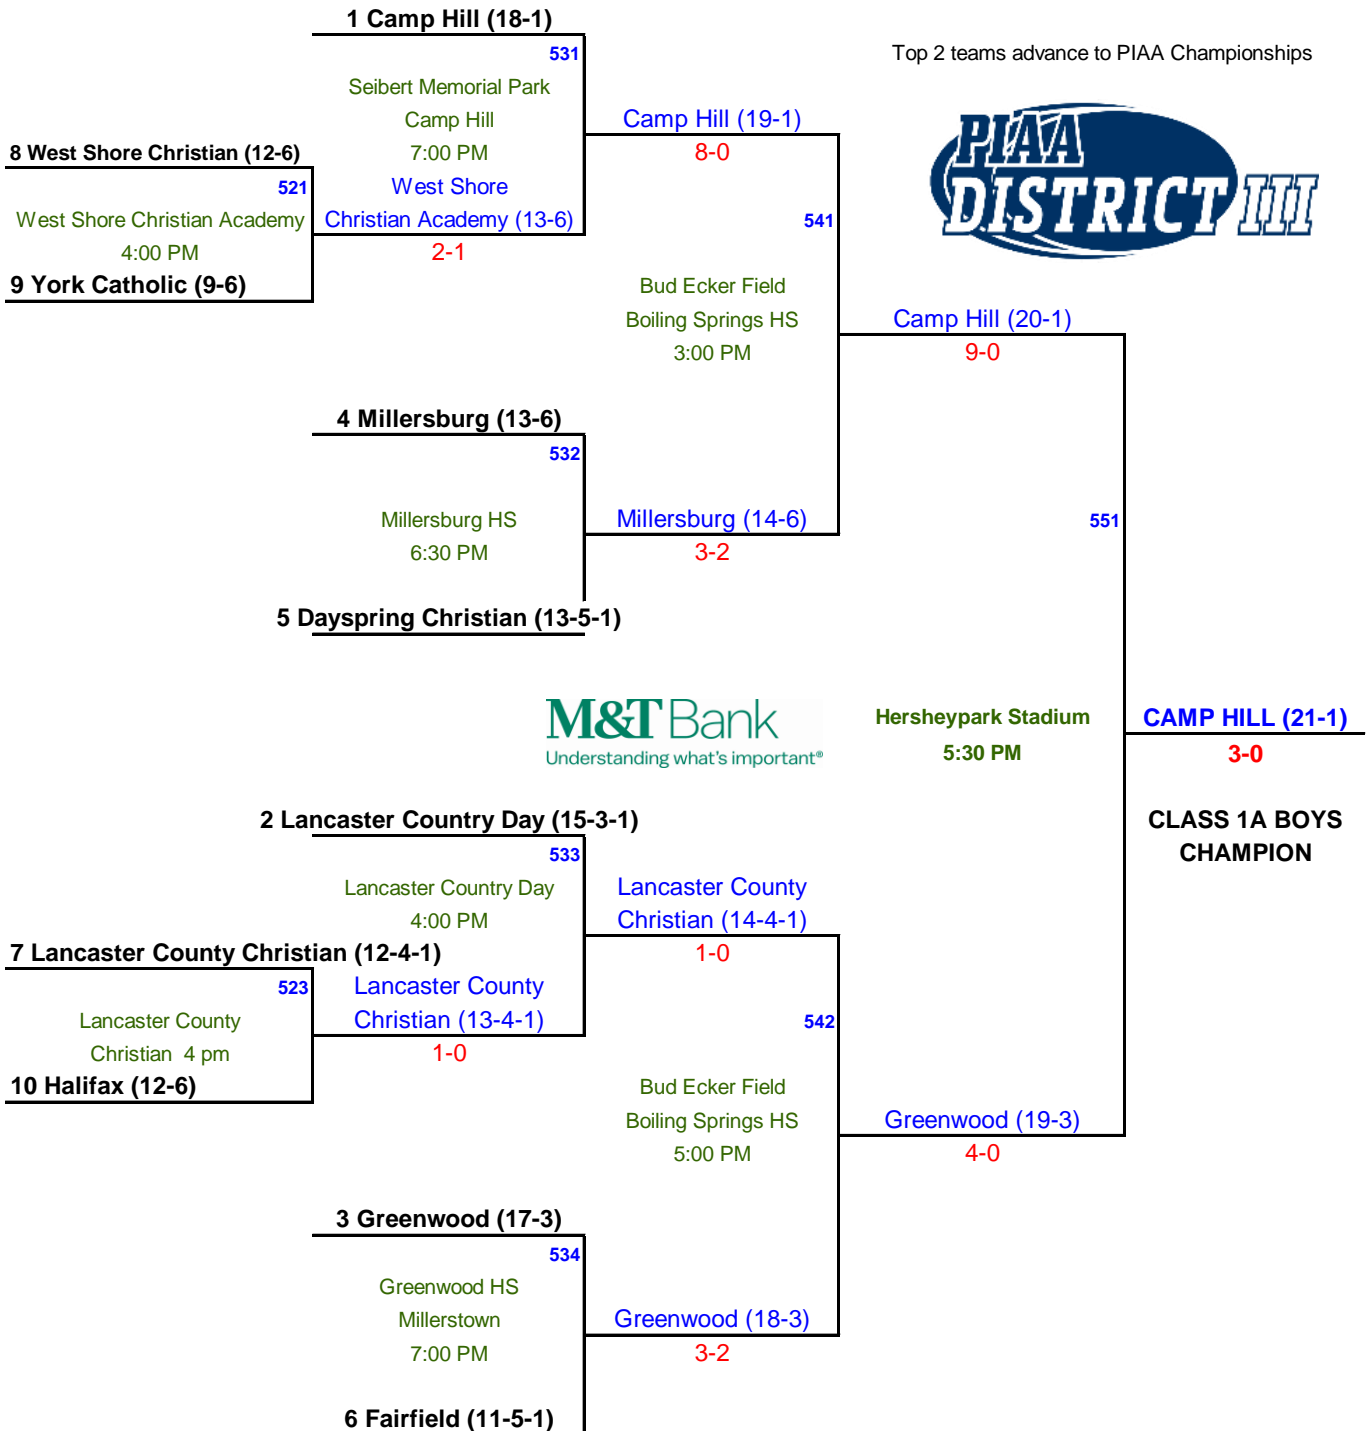 1 Camp Hill (18-1)
531
Top 2 teams advance to PIAA Championships
Seibert Memorial Park
Camp Hill
7:00 PM
Camp Hill (19-1)
8-0
PIAA
DISTRICT III
8 West Shore Christian (12-6)
521
West Shore Christian Academy
4:00 PM
9 York Catholic (9-6)
West Shore
Christian Academy (13-6)
2-1
541
Bud Ecker Field
Boiling Springs HS
3:00 PM
Camp Hill (20-1)
9-0
4 Millersburg (13-6)
532
Millersburg HS
6:30 PM
Millersburg (14-6)
3-2
551
5 Dayspring Christian (13-5-1)
M&T Bank
Understanding what's important®
Hersheypark Stadium
5:30 PM
CAMP HILL (21-1)
3-0
CLASS 1A BOYS
CHAMPION
2 Lancaster Country Day (15-3-1)
533
Lancaster Country Day
4:00 PM
Lancaster County
Christian (14-4-1)
1-0
7 Lancaster County Christian (12-4-1)
523
Lancaster County
Christian  4 pm
10 Halifax (12-6)
Lancaster County
Christian (13-4-1)
1-0
542
Bud Ecker Field
Boiling Springs HS
5:00 PM
Greenwood (19-3)
4-0
3 Greenwood (17-3)
534
Greenwood HS
Millerstown
7:00 PM
Greenwood (18-3)
3-2
6 Fairfield (11-5-1)